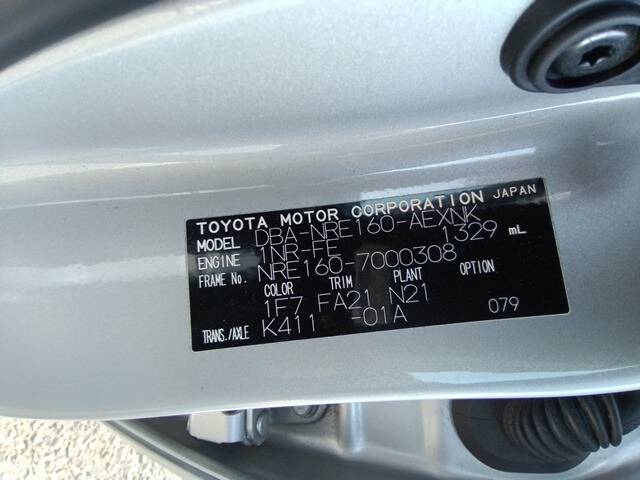 TOYOTA MOTOR CORPORATION JAPAN
MODEL DBA-NRE160-AEXNK
ENGINE 1NR-FE 1329 mL
FRAME No. NRE160-7000308
COLOR TRIM PLANT OPTION
1F7 FA21 N21
TRANS./AXLE K411 -01A 079